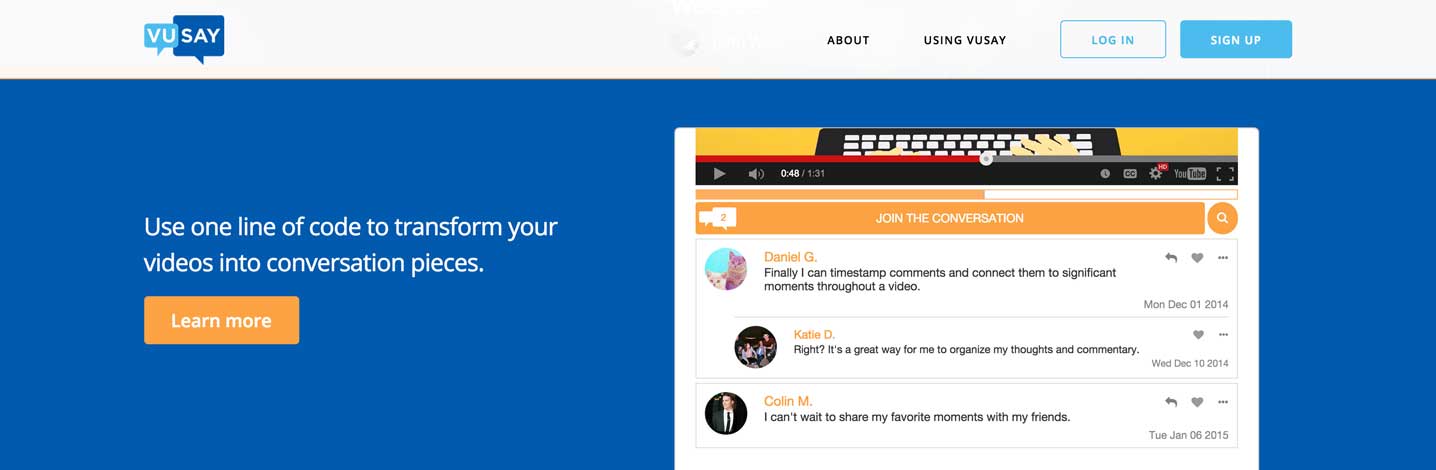 VU SAY
ABOUT
USING VUSAY
LOG IN
SIGN UP
Use one line of code to transform your
videos into conversation pieces.
Learn more
0:48 / 1:31
CC
HD
YouTube
2
JOIN THE CONVERSATION
Daniel G.
Finally I can timestamp comments and connect them to significant
moments throughout a video.
Mon Dec 01 2014
Katie D.
Right? It's a great way for me to organize my thoughts and commentary.
Wed Dec 10 2014
Colin M.
I can't wait to share my favorite moments with my friends.
Tue Jan 06 2015